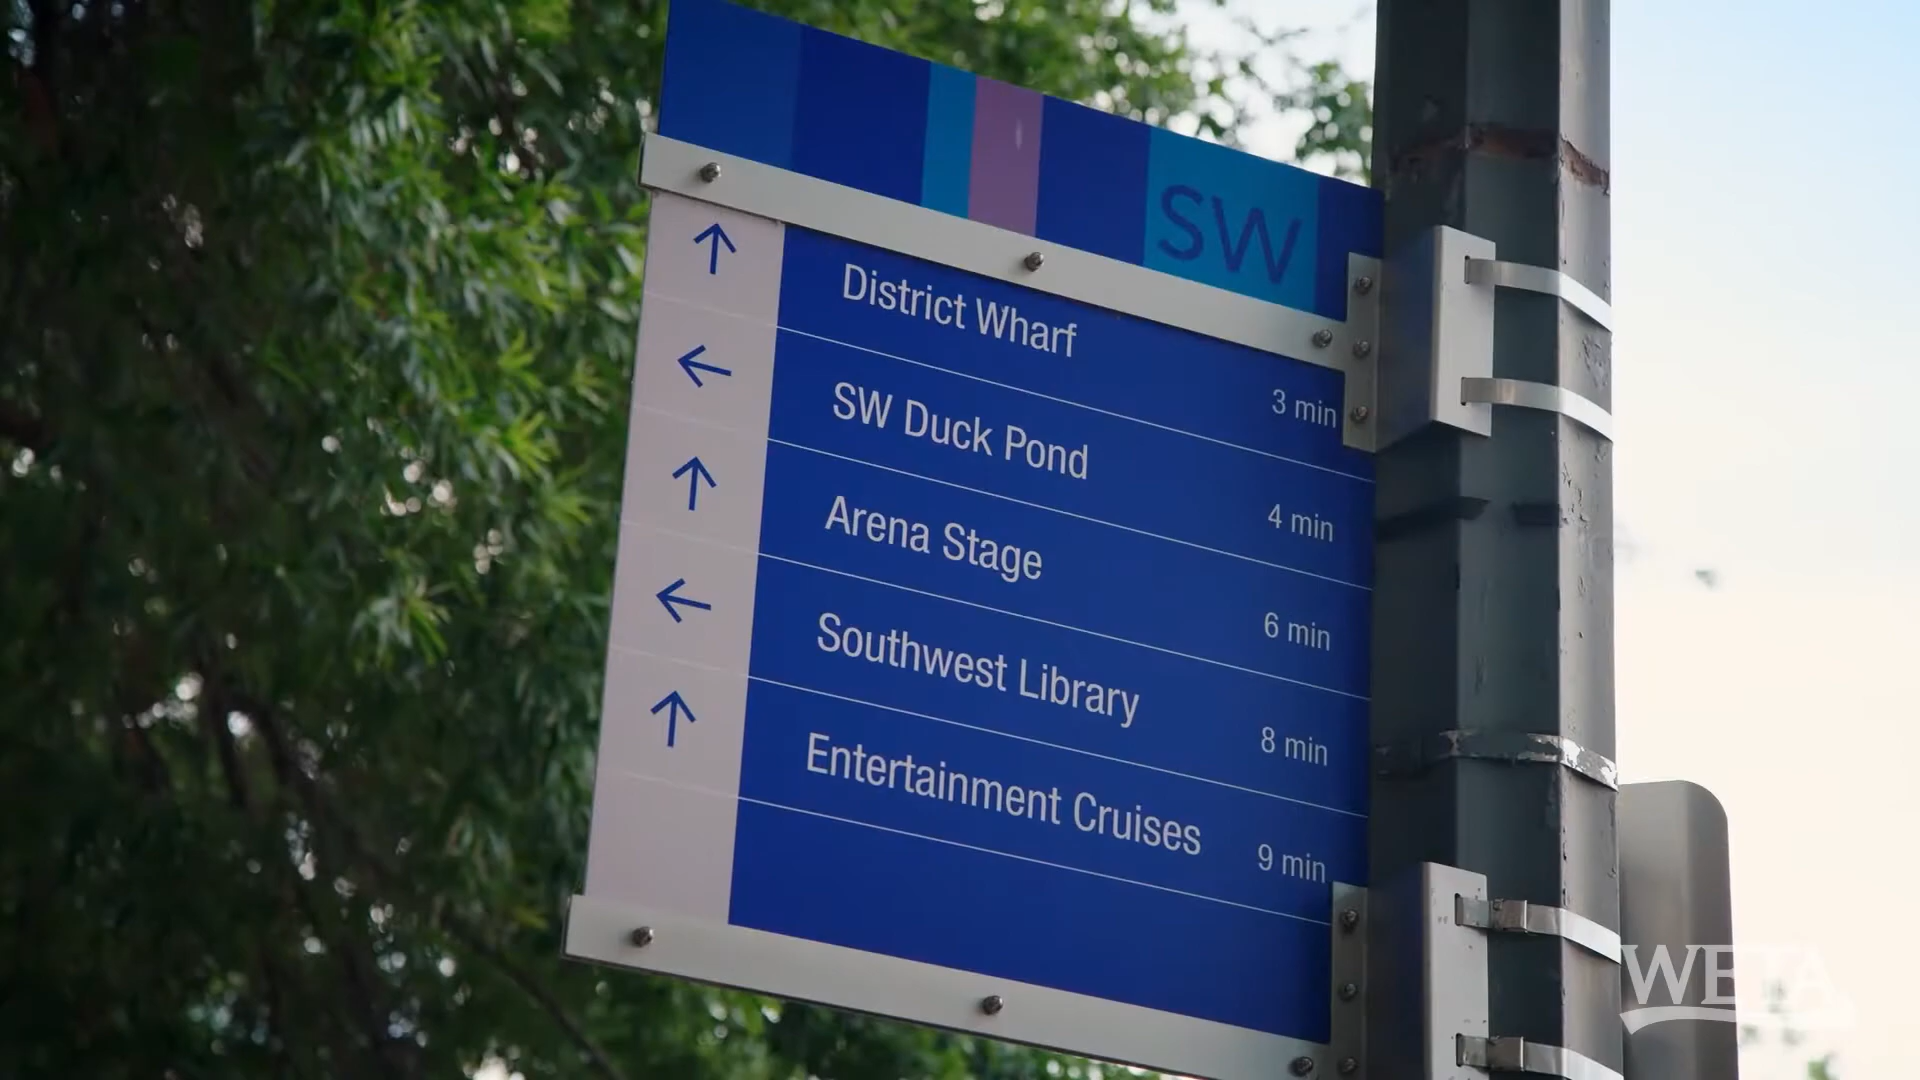 SW
District Wharf 3 min
SW Duck Pond 4 min
Arena Stage 6 min
Southwest Library 8 min
Entertainment Cruises 9 min
WETA